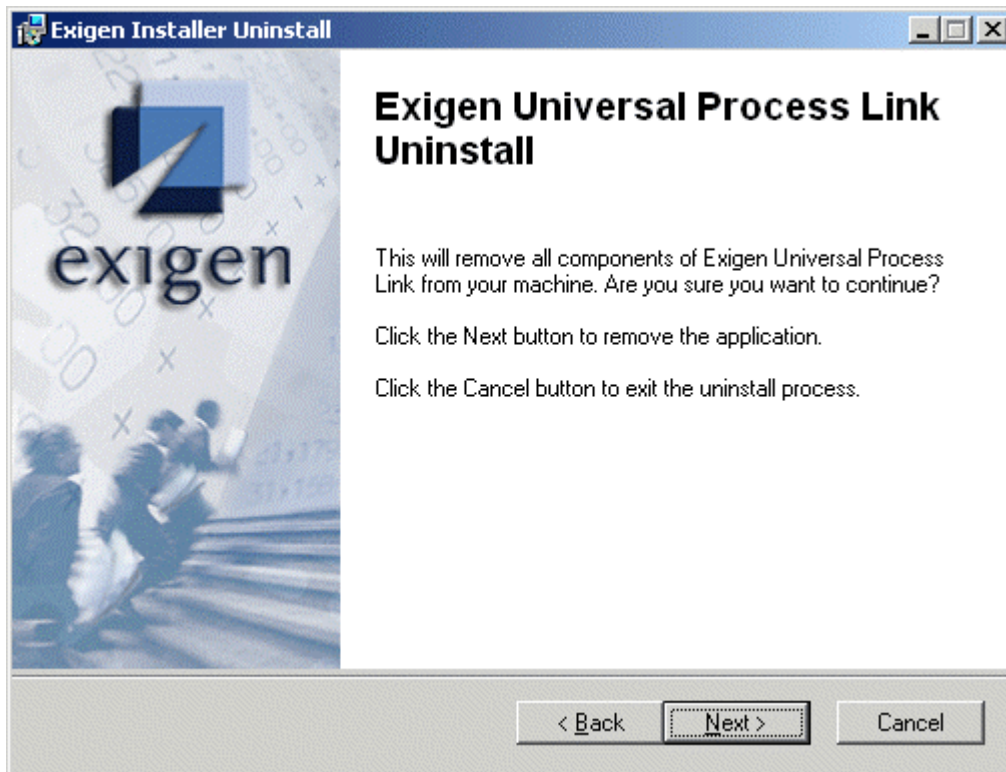 Exigen Installer Uninstall
exigen
Exigen Universal Process Link
Uninstall
This will remove all components of Exigen Universal Process
Link from your machine. Are you sure you want to continue?
Click the Next button to remove the application.
Click the Cancel button to exit the uninstall process.
< Back
Next >
Cancel